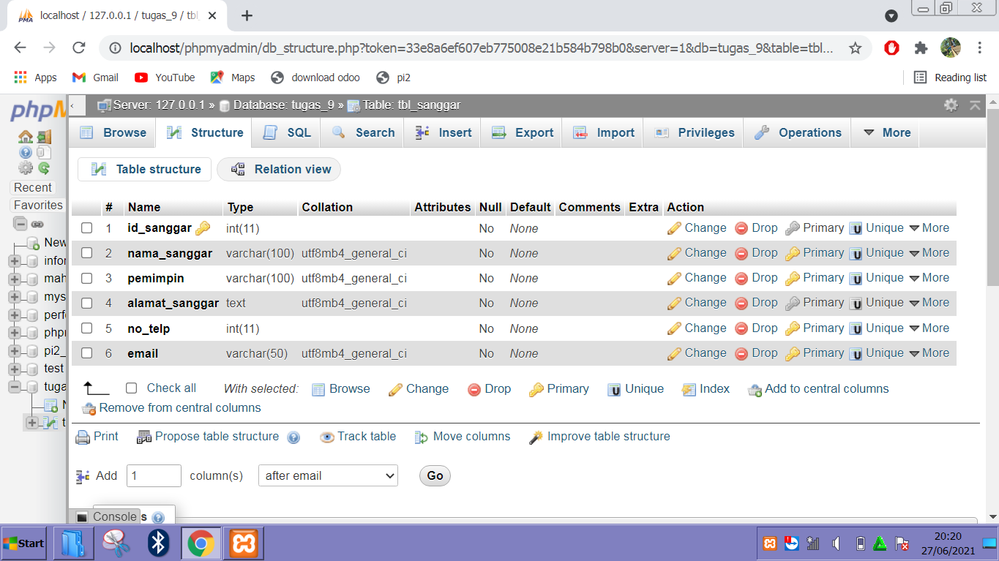 localhost / 127.0.0.1 / tugas_9 / tbl_
localhost/phpmyadmin/db_structure.php?token=33e8a6ef607eb775008e21b584b798b0&server=1&db=tugas_9&table=tbl...
Apps Gmail YouTube Maps download odoo pi2 Reading list
phpM
Recent
Favorites
New
infor
mah
mys
perf
phpn
pi2_
test
tuga
N
t
Server: 127.0.0.1 » Database: tugas_9 » Table: tbl_sanggar
Browse Structure SQL Search Insert Export Import Privileges Operations More
Table structure Relation view
# Name Type Collation Attributes Null Default Comments Extra Action
1 id_sanggar int(11) No None Change Drop Primary Unique More
2 nama_sanggar varchar(100) utf8mb4_general_ci No None Change Drop Primary Unique More
3 pemimpin varchar(100) utf8mb4_general_ci No None Change Drop Primary Unique More
4 alamat_sanggar text utf8mb4_general_ci No None Change Drop Primary Unique More
5 no_telp int(11) No None Change Drop Primary Unique More
6 email varchar(50) utf8mb4_general_ci No None Change Drop Primary Unique More
Check all With selected: Browse Change Drop Primary Unique Index Add to central columns
Remove from central columns
Print Propose table structure Track table Move columns Improve table structure
Add 1 column(s) after email Go
Console s
Start
20:20
27/06/2021